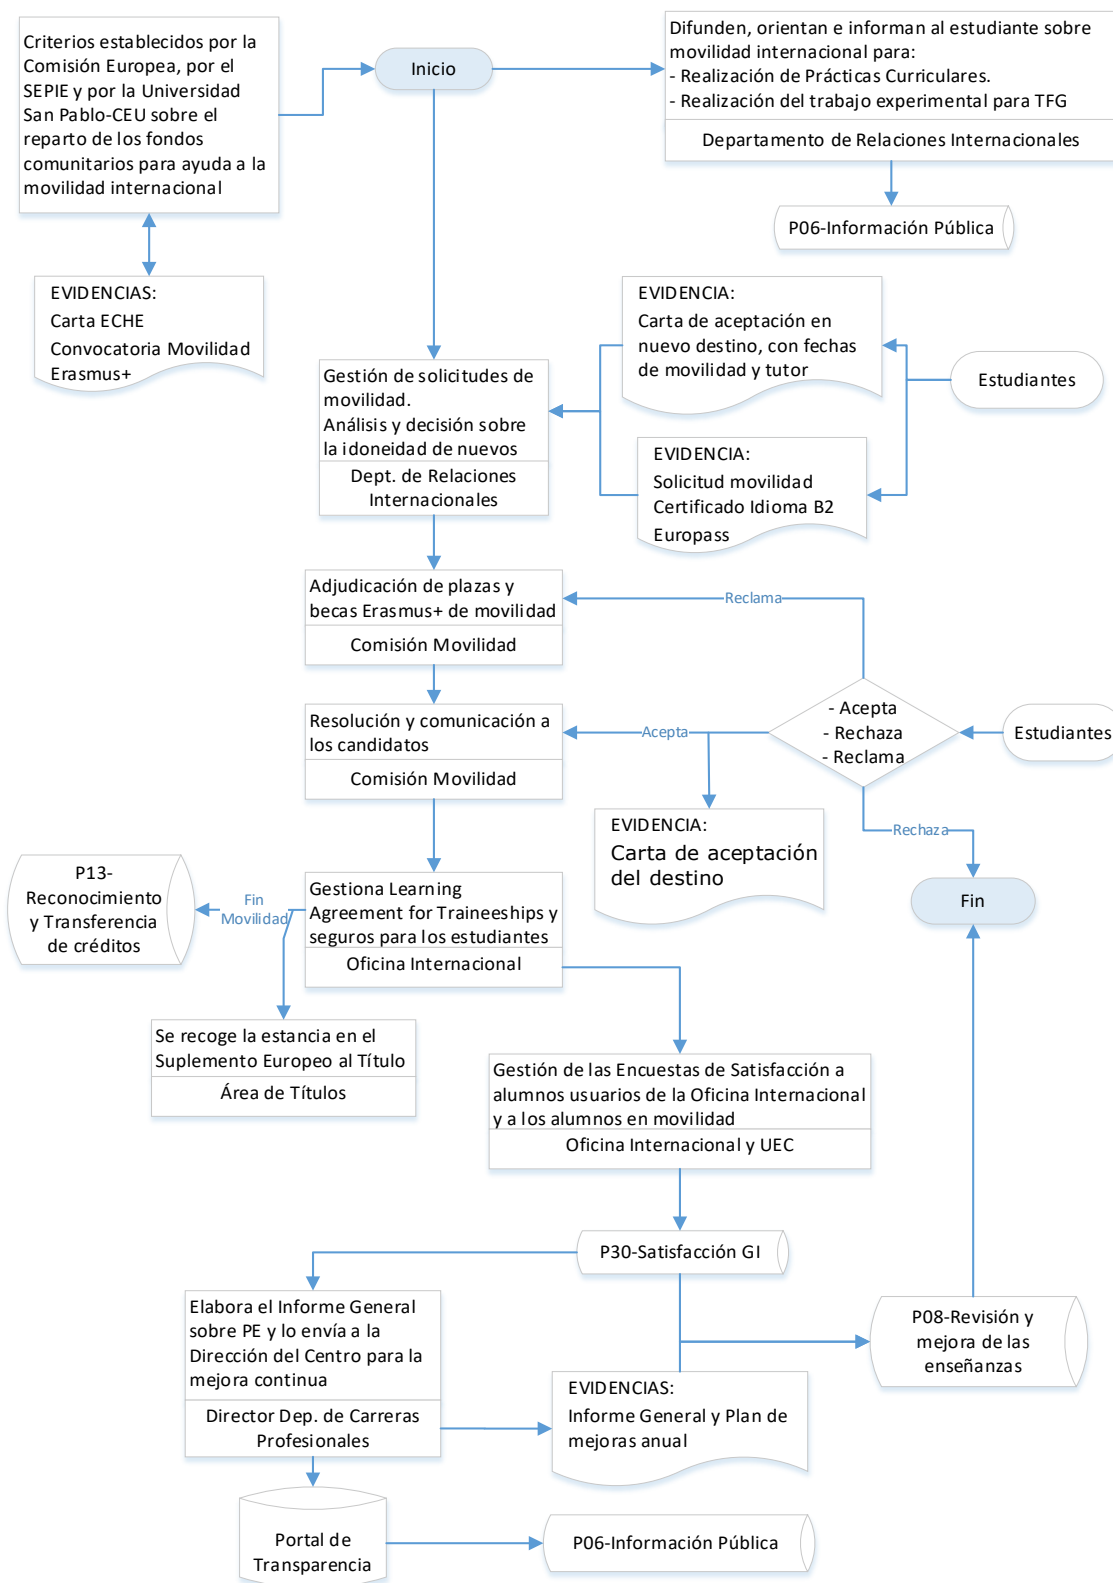 Criterios establecidos por la
Comisión Europea, por el
SEPIE y por la Universidad
San Pablo-CEU sobre el
reparto de los fondos
comunitarios para ayuda a la
movilidad internacional
Inicio
Difunden, orientan e informan al estudiante sobre
movilidad internacional para:
- Realización de Prácticas Curriculares.
- Realización del trabajo experimental para TFG
Departamento de Relaciones Internacionales
P06-Información Pública
EVIDENCIAS:
Carta ECHE
Convocatoria Movilidad
Erasmus+
EVIDENCIA:
Carta de aceptación en
nuevo destino, con fechas
de movilidad y tutor
Estudiantes
Gestión de solicitudes de
movilidad.
Análisis y decisión sobre
la idoneidad de nuevos
Dept. de Relaciones
Internacionales
EVIDENCIA:
Solicitud movilidad
Certificado Idioma B2
Europass
Adjudicación de plazas y
becas Erasmus+ de movilidad
Comisión Movilidad
Reclama
Resolución y comunicación a
los candidatos
Comisión Movilidad
Acepta
- Acepta
- Rechaza
- Reclama
Estudiantes
EVIDENCIA:
Carta de aceptación
del destino
Rechaza
Fin
P13-
Reconocimiento
y Transferencia
de créditos
Fin
Movilidad
Gestiona Learning
Agreement for Traineeships y
seguros para los estudiantes
Oficina Internacional
Se recoge la estancia en el
Suplemento Europeo al Título
Área de Títulos
Gestión de las Encuestas de Satisfacción a
alumnos usuarios de la Oficina Internacional
y a los alumnos en movilidad
Oficina Internacional y UEC
P30-Satisfacción GI
Elabora el Informe General
sobre PE y lo envía a la
Dirección del Centro para la
mejora continua
Director Dep. de Carreras
Profesionales
P08-Revisión y
mejora de las
enseñanzas
EVIDENCIAS:
Informe General y Plan de
mejoras anual
Portal de
Transparencia
P06-Información Pública